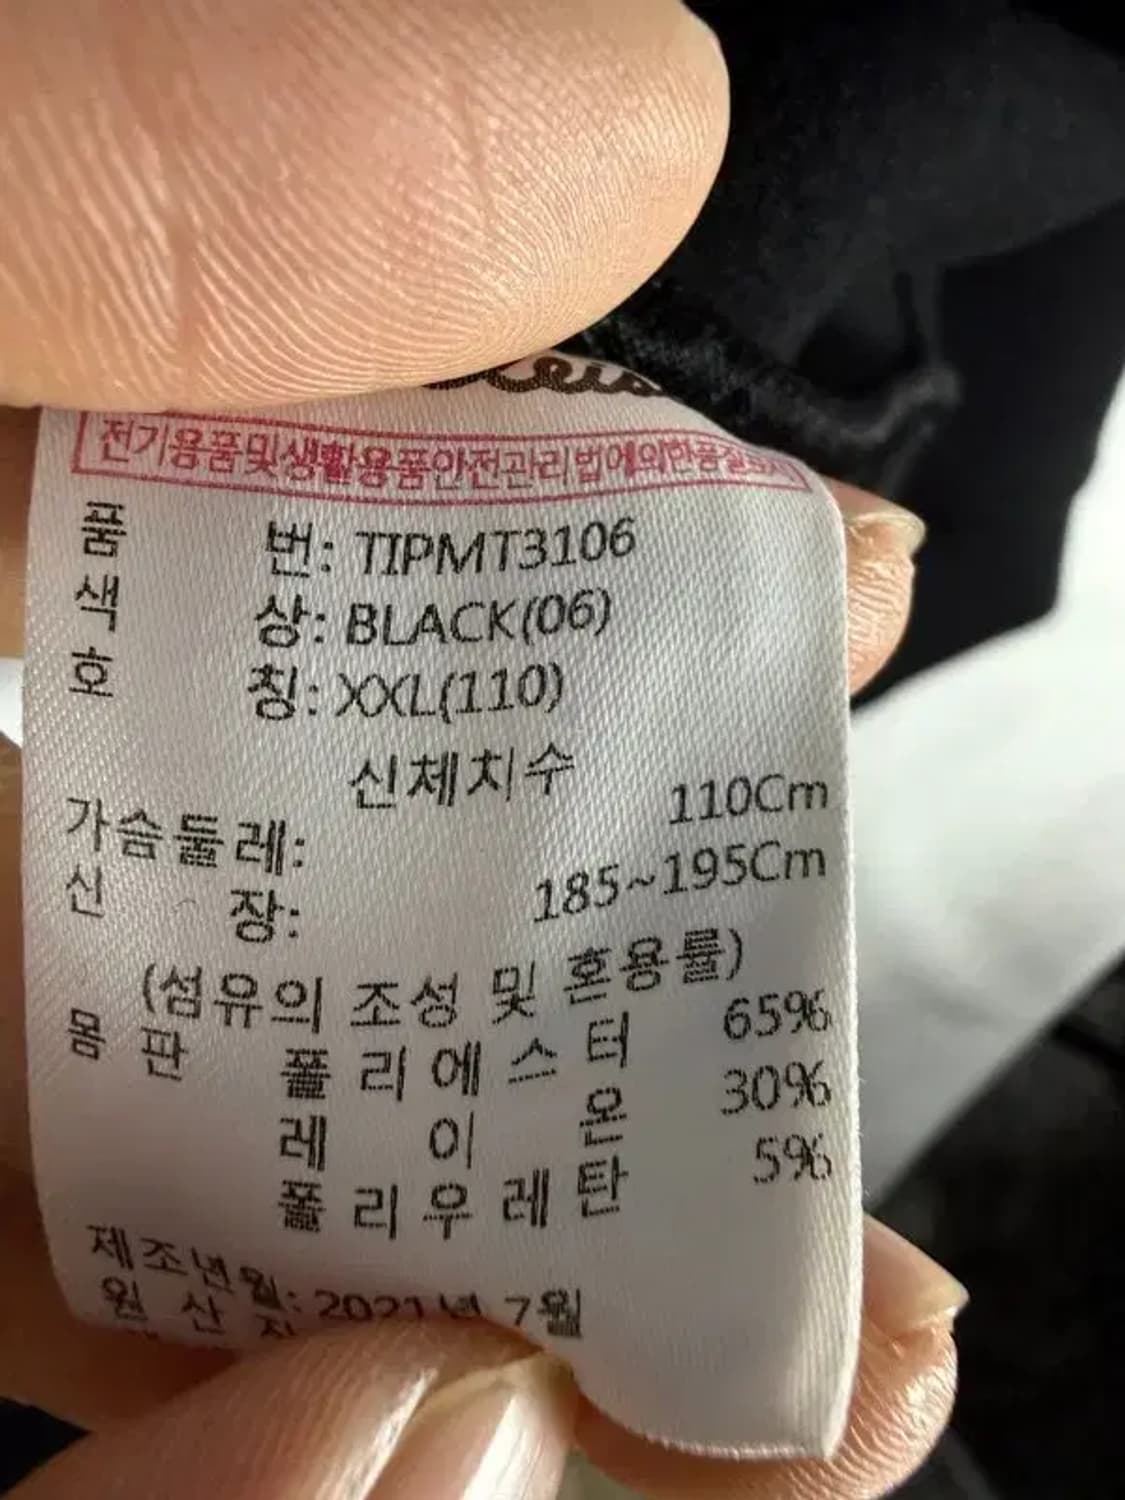 전기용품및생활용품안전관리법에의한품질표시
품 번: TIPMT3106
색 상: BLACK(06)
호 칭: XXL(110)
신체치수
가슴둘레: 110Cm
신 장: 185~195Cm
(섬유의 조성 및 혼용률)
몸 판 폴리에스터 65%
레 이 온 30%
폴리우레탄 5%
제조년월: 2021년 7월
원 산 지